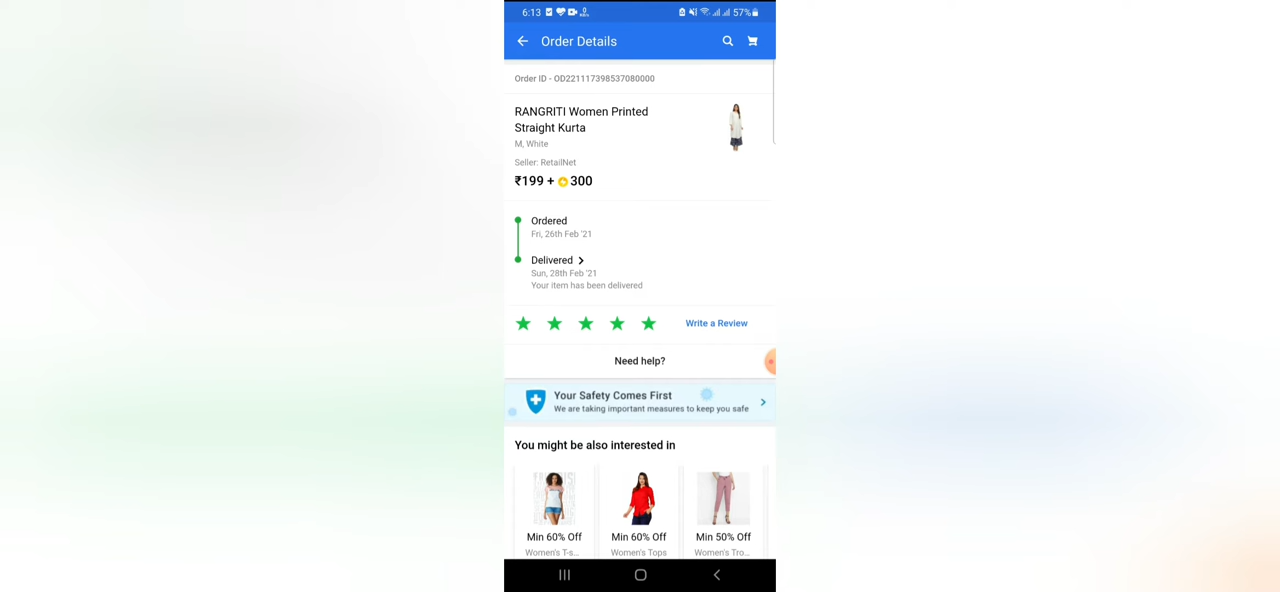 6:13 57%
Order Details
Order ID - OD221117398537080000
RANGRITI Women Printed
Straight Kurta
M, White
Seller: RetailNet
₹199 + 300
Ordered
Fri, 26th Feb '21
Delivered
Sun, 28th Feb '21
Your item has been delivered
Write a Review
Need help?
Your Safety Comes First
We are taking important measures to keep you safe
You might be also interested in
Min 60% Off Min 60% Off Min 50% Off
Women's T-s... Women's Tops Women's Tro...